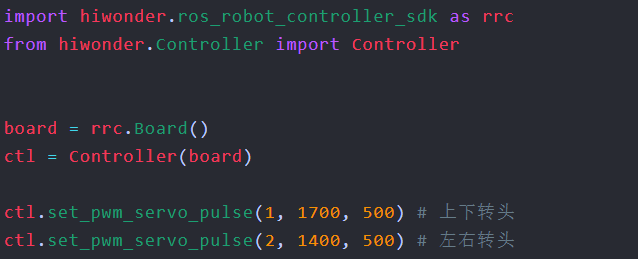 import hiwonder.ros_robot_controller_sdk as rrc
from hiwonder.Controller import Controller
board = rrc.Board()
ctl = Controller(board)
ctl.set_pwm_servo_pulse(1, 1700, 500) # 上下转头
ctl.set_pwm_servo_pulse(2, 1400, 500) # 左右转头